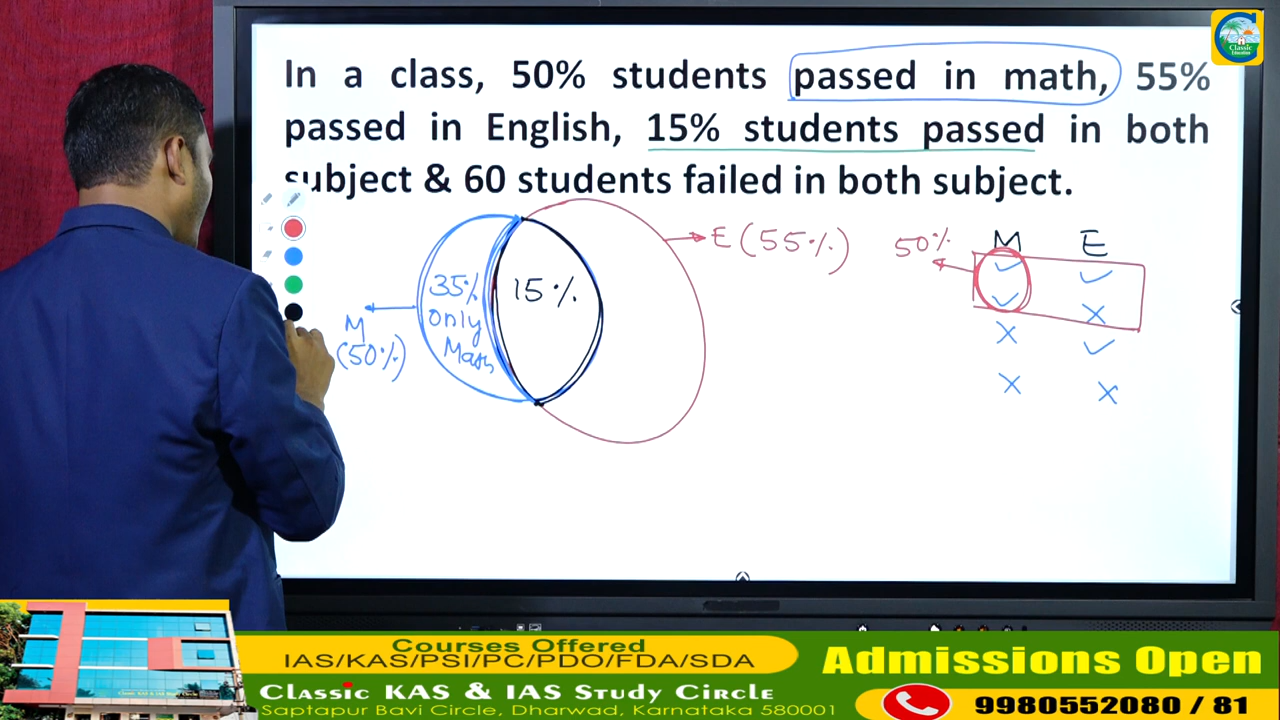 Classic
Education
In a class, 50% students passed in math, 55%
passed in English, 15% students passed in both
subject & 60 students failed in both subject.
35%
only
Math
15%
M
(50%)
E (55%)
50%
M E
✓ ✓
✓ ×
× ✓
× ×
Courses Offered
IAS/KAS/PSI/PC/PDO/FDA/SDA
Classic KAS & IAS Study Circle
Saptapur Bavi Circle, Dharwad, Karnataka 580001
Admissions Open
9980552080 / 81